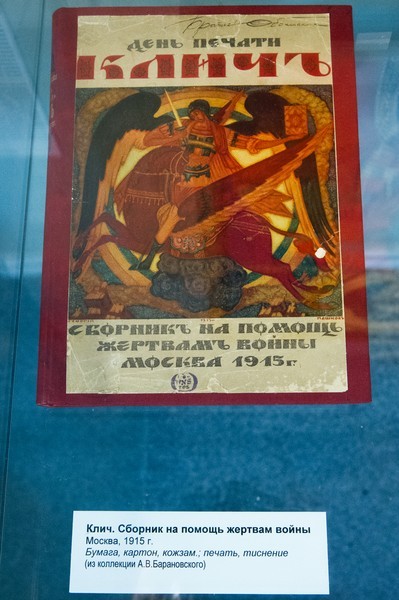 ДЕНЬ ПЕЧАТИ
КЛИЧЪ
СБОРНИКЪ НА ПОМОЩЬ
ЖЕРТВАМЪ ВОЙНЫ
МОСКВА 1915 г.
Клич. Сборник на помощь жертвам войны
Москва, 1915 г.
Бумага, картон, кожзам.; печать, тиснение
(из коллекции А.В.Барановского)